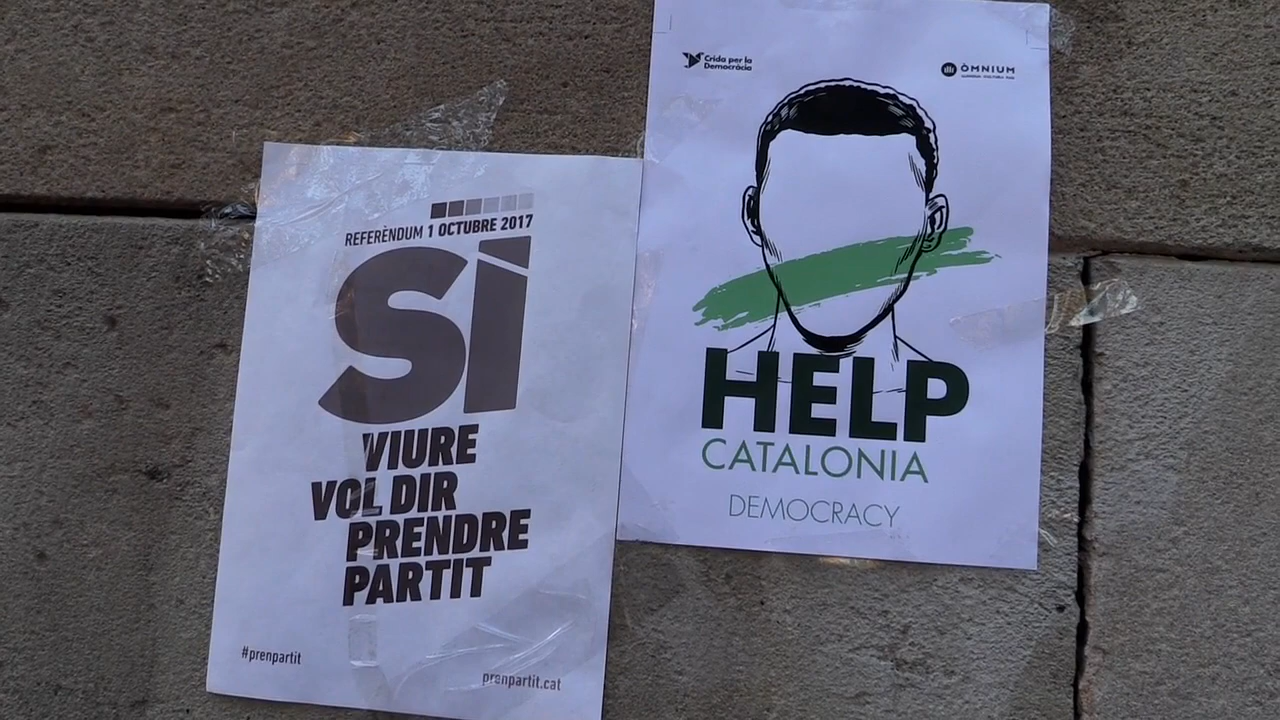 REFERÈNDUM 1 OCTUBRE 2017
SÍ
VIURE
VOL DIR
PRENDRE
PARTIT
#prenpartit
prenpartit.cat
Crida per la
Democràcia
ÒMNIUM
HELP
CATALONIA
DEMOCRACY